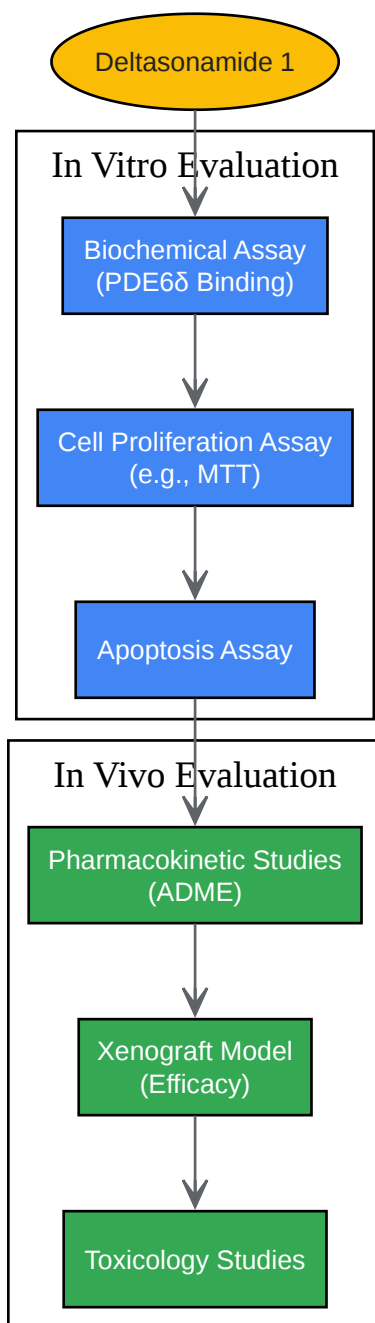 Deltasonamide 1
In Vitro Evaluation
Biochemical Assay
(PDE6δ Binding)
Cell Proliferation Assay
(e.g., MTT)
Apoptosis Assay
In Vivo Evaluation
Pharmacokinetic Studies
(ADME)
Xenograft Model
(Efficacy)
Toxicology Studies